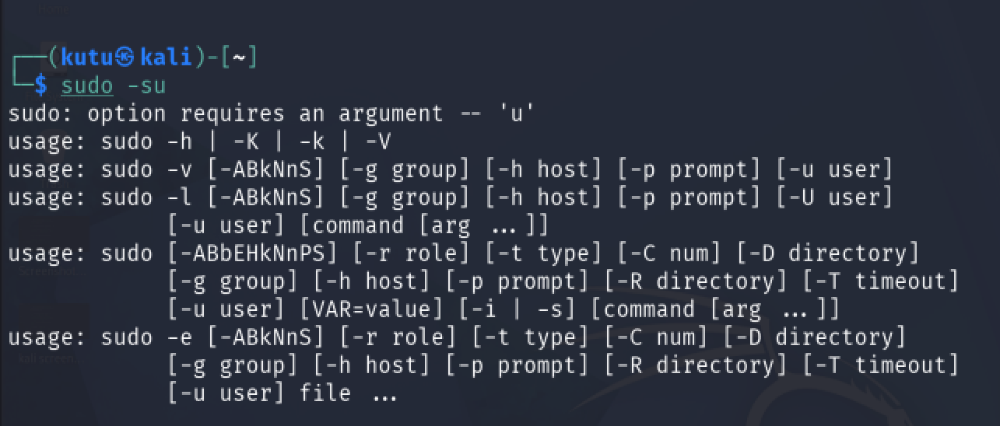 Home
┌──(kutu㉿kali)-[~]
└─$ sudo -su
sudo: option requires an argument -- 'u'
usage: sudo -h | -K | -k | -V
usage: sudo -v [-ABkNnS] [-g group] [-h host] [-p prompt] [-u user]
usage: sudo -l [-ABkNnS] [-g group] [-h host] [-p prompt] [-U user]
[-u user] [command [arg ...]]
usage: sudo [-ABbEHkNnPS] [-r role] [-t type] [-C num] [-D directory]
[-g group] [-h host] [-p prompt] [-R directory] [-T timeout]
[-u user] [VAR=value] [-i | -s] [command [arg ...]]
usage: sudo -e [-ABkNnS] [-r role] [-t type] [-C num] [-D directory]
kali screen...
[-g group] [-h host] [-p prompt] [-R directory] [-T timeout]
[-u user] file ...